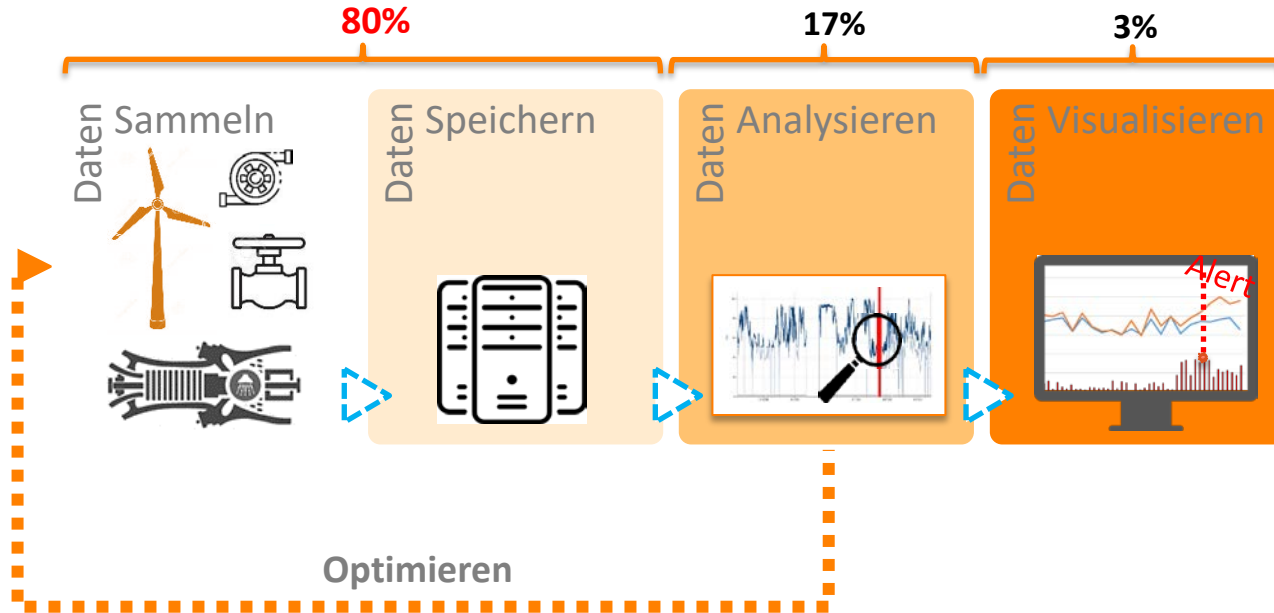 80%
17%
3%
Daten Sammeln
Daten Speichern
Daten Analysieren
Daten Visualisieren
Alert
Optimieren